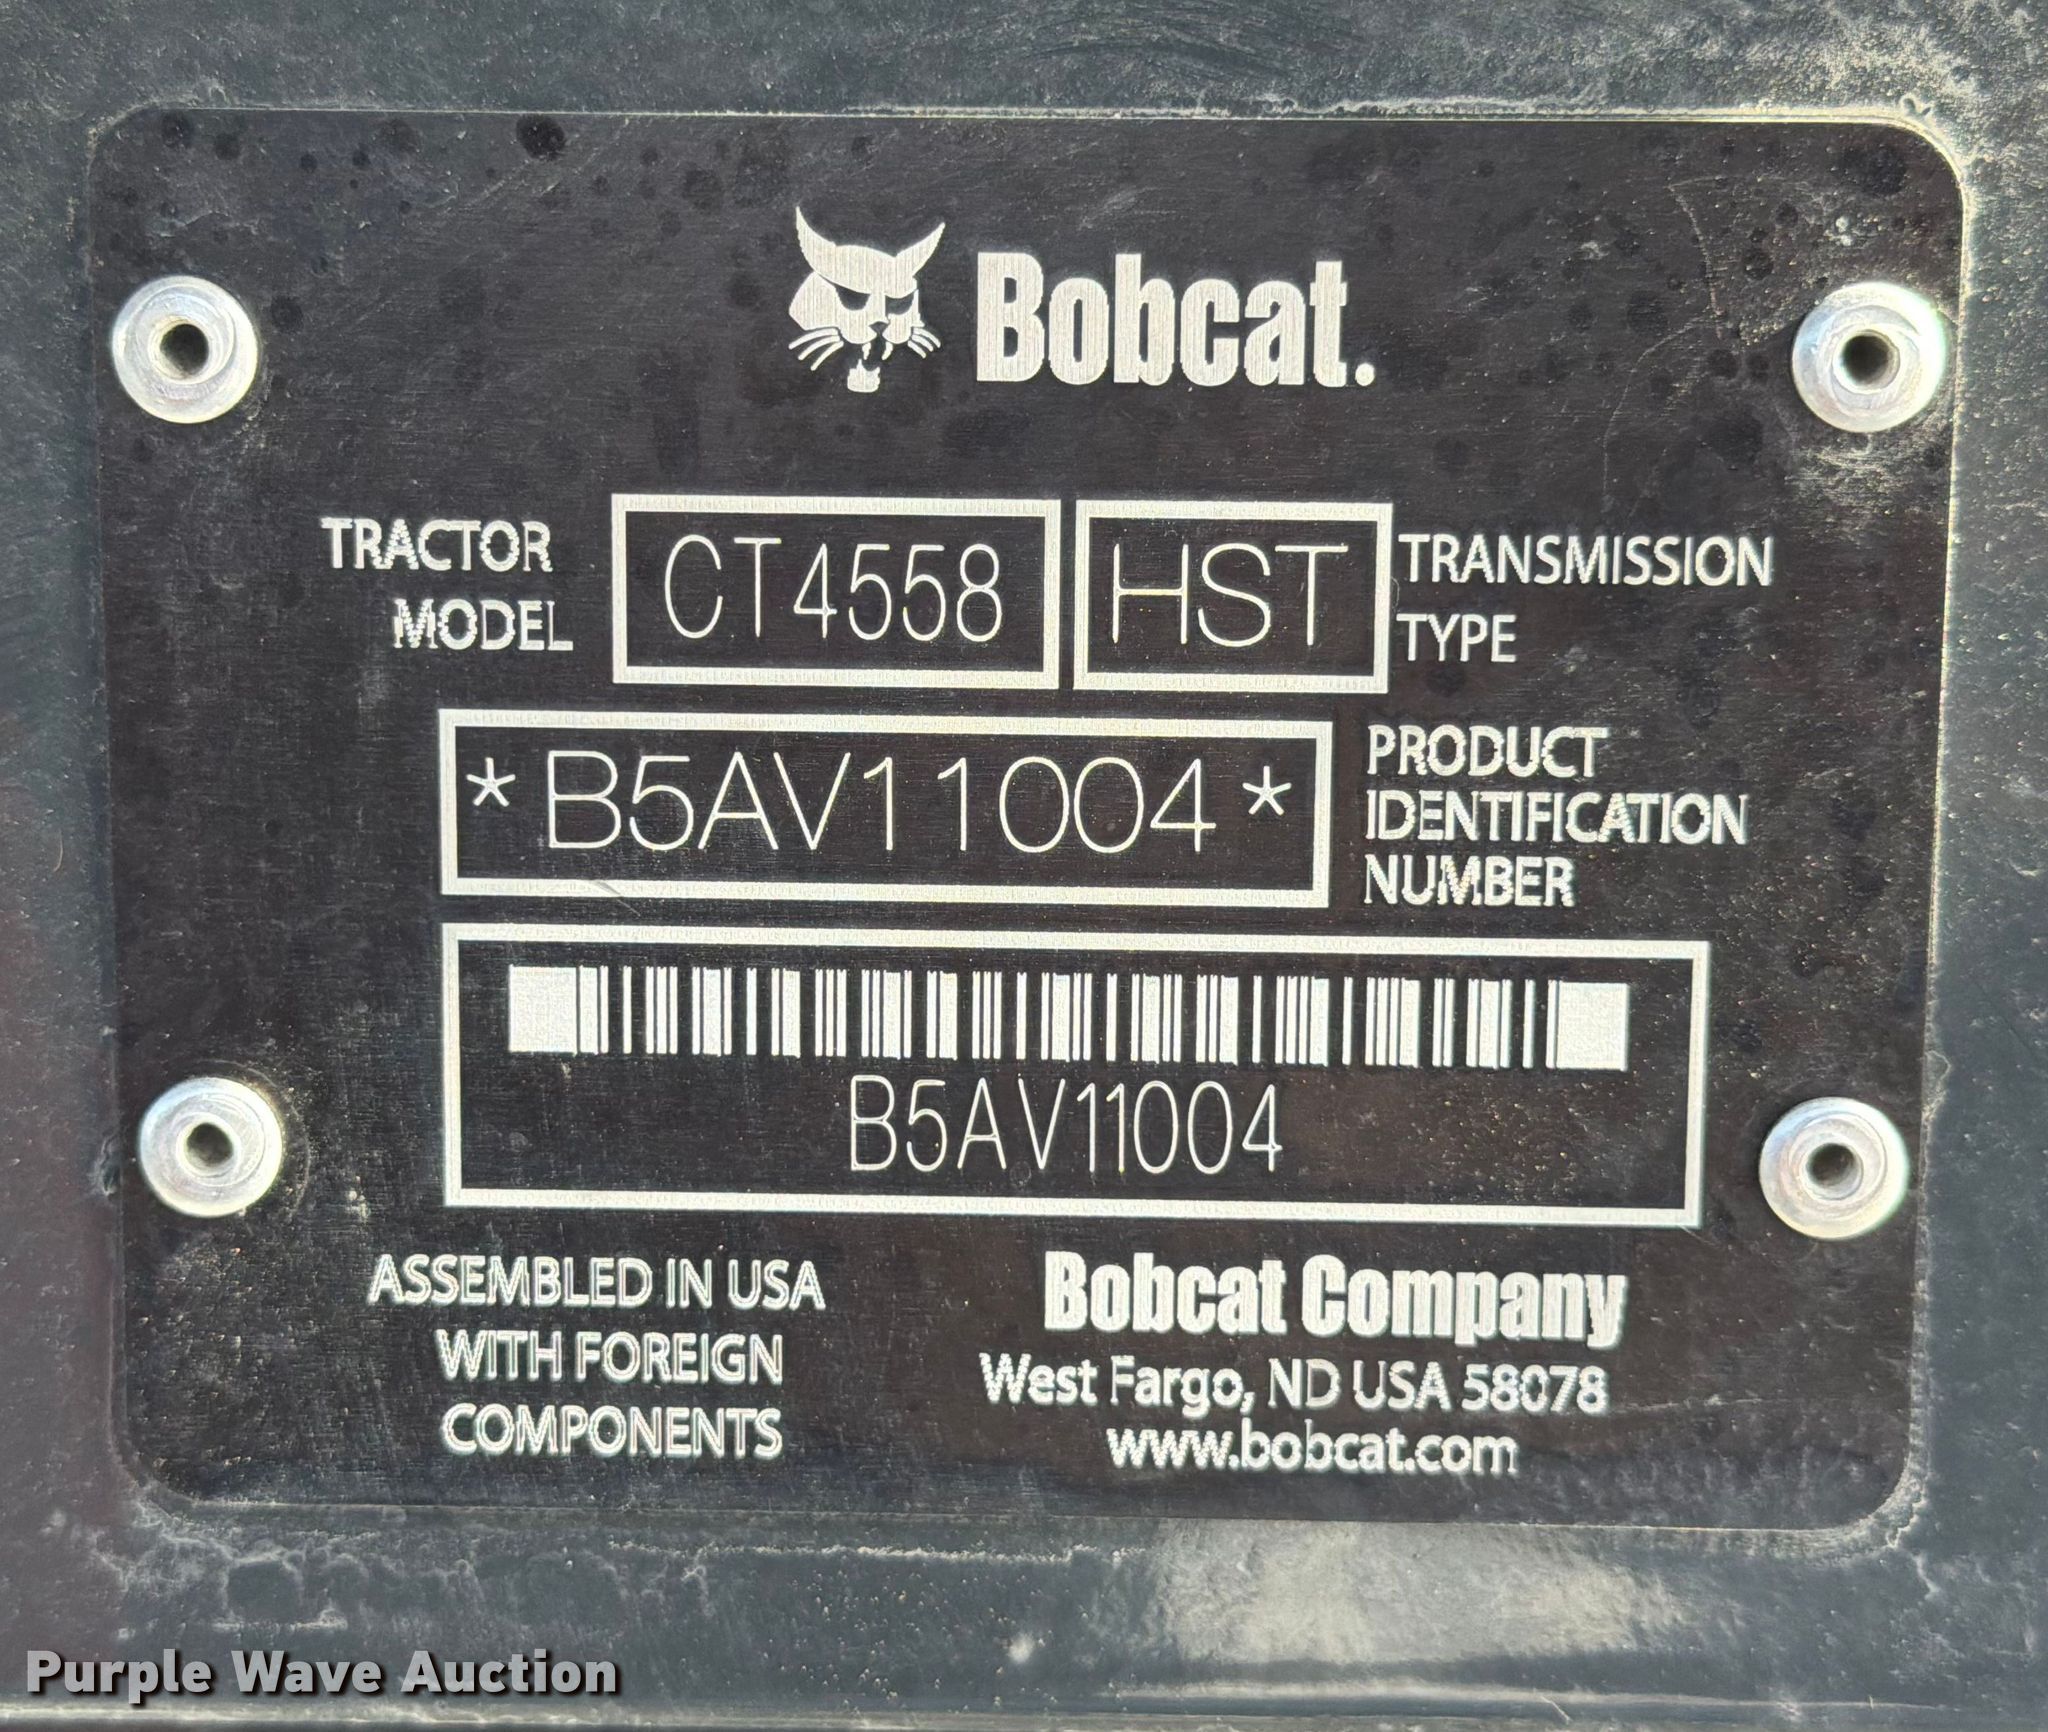 Bobcat.
TRACTOR MODEL
CT4558
HST
TRANSMISSION TYPE
*B5AV11004*
PRODUCT
IDENTIFICATION
NUMBER
B5AV11004
ASSEMBLED IN USA
WITH FOREIGN
COMPONENTS
Bobcat Company
West Fargo, ND USA 58078
www.bobcat.com
Purple Wave Auction